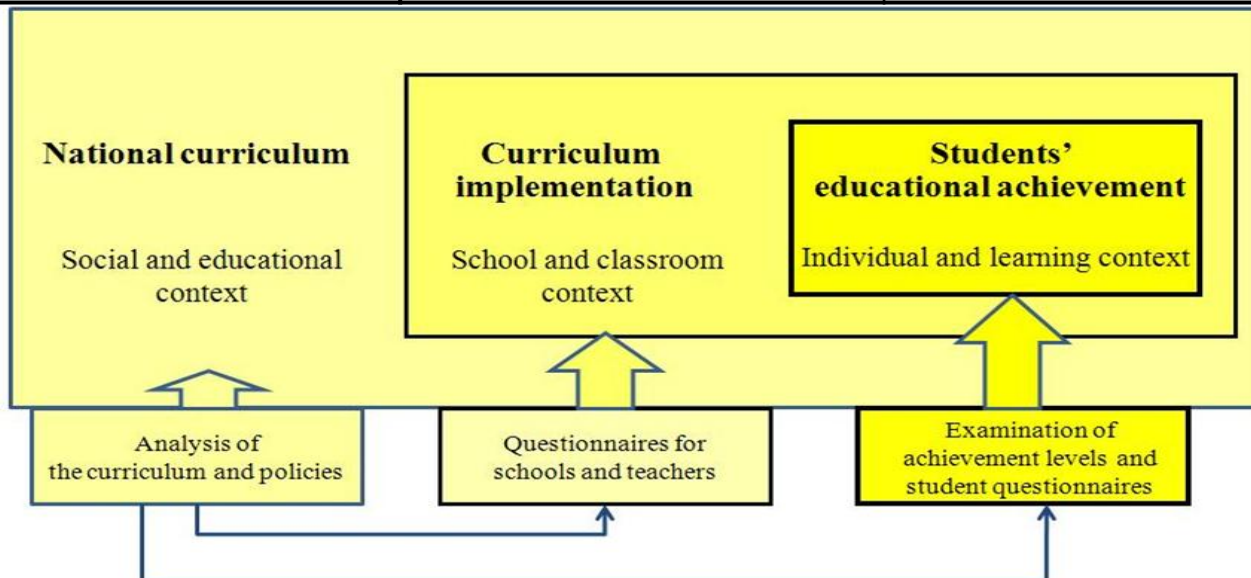 National curriculum
Social and educational
context
Curriculum
implementation
School and classroom
context
Students’
educational achievement
Individual and learning context
Analysis of
the curriculum and policies
Questionnaires for
schools and teachers
Examination of
achievement levels and
student questionnaires